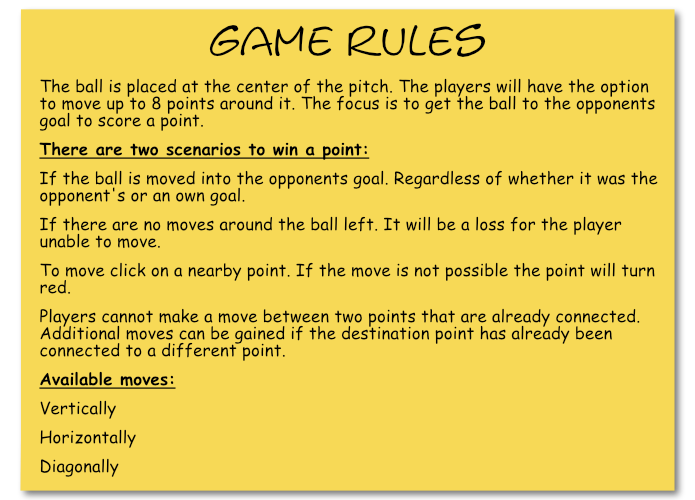 GAME RULES
The ball is placed at the center of the pitch. The players will have the option
to move up to 8 points around it. The focus is to get the ball to the opponents
goal to score a point.
There are two scenarios to win a point:
If the ball is moved into the opponents goal. Regardless of whether it was the
opponent's or an own goal.
If there are no moves around the ball left. It will be a loss for the player
unable to move.
To move click on a nearby point. If the move is not possible the point will turn
red.
Players cannot make a move between two points that are already connected.
Additional moves can be gained if the destination point has already been
connected to a different point.
Available moves:
Vertically
Horizontally
Diagonally